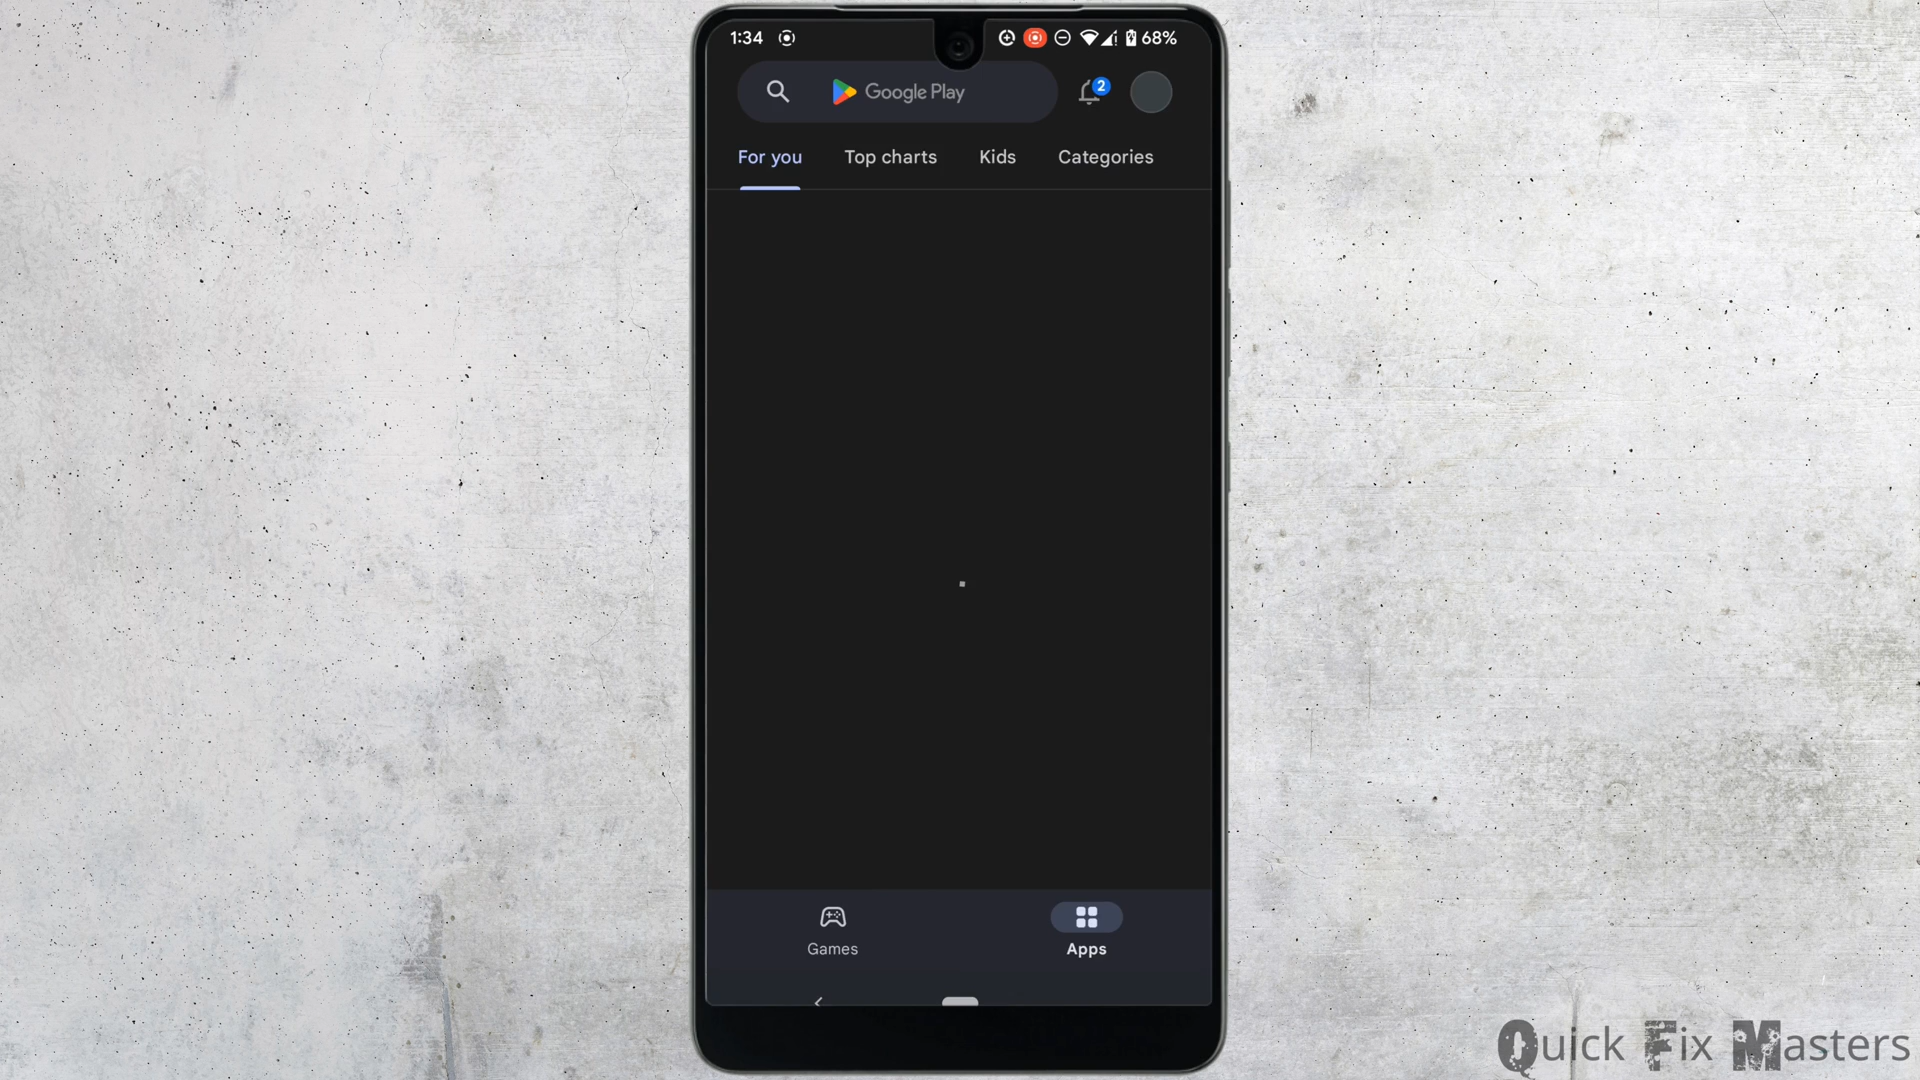 1:34
68%
Google Play
2
For you
Top charts
Kids
Categories
Games
Apps
Quick Fix Masters